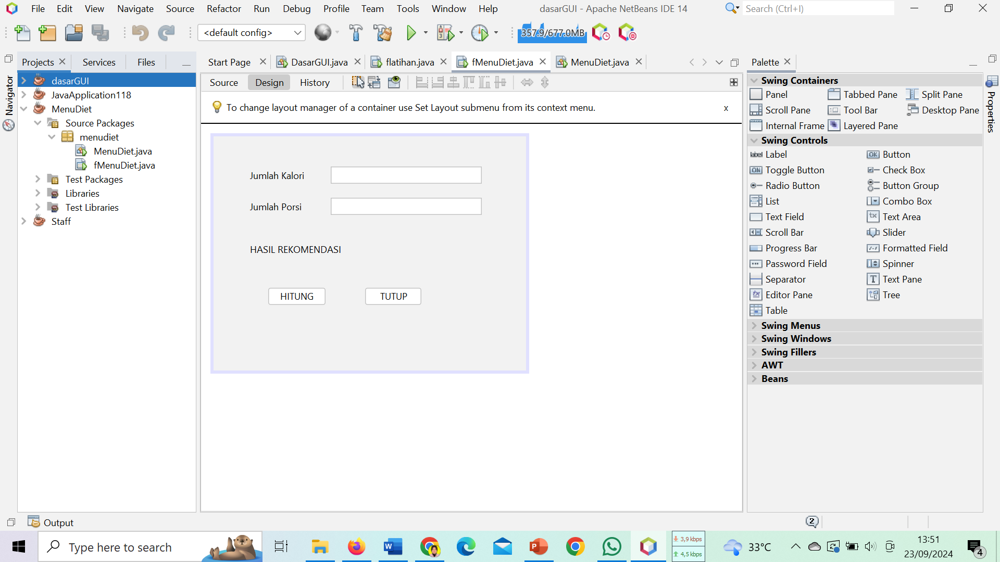 File Edit View Navigate Source Refactor Run Debug Profile Team Tools Window Help
dasarGUI - Apache NetBeans IDE 14
Search (Ctrl+I)
<default config>
357.9/677.0MB
Projects Services Files
Start Page DasarGUI.java flatihan.java fMenuDiet.java MenuDiet.java
Palette
Navigator
Properties
dasarGUI
JavaApplication118
MenuDiet
Source Packages
menudiet
MenuDiet.java
fMenuDiet.java
Test Packages
Libraries
Test Libraries
Staff
Source Design History
To change layout manager of a container use Set Layout submenu from its context menu.
x
Jumlah Kalori
Jumlah Porsi
HASIL REKOMENDASI
HITUNG TUTUP
Swing Containers
Panel Tabbed Pane Split Pane
Scroll Pane Tool Bar Desktop Pane
Internal Frame Layered Pane
Swing Controls
label Label OK Button
ON Toggle Button Check Box
Radio Button Button Group
List Combo Box
Text Field Text Area
Scroll Bar Slider
Progress Bar Formatted Field
Password Field Spinner
Separator Text Pane
Editor Pane Tree
Table
Swing Menus
Swing Windows
Swing Fillers
AWT
Beans
Output
2
Type here to search
3,9 kbps
4,5 kbps
33°C
13:51
23/09/2024
4